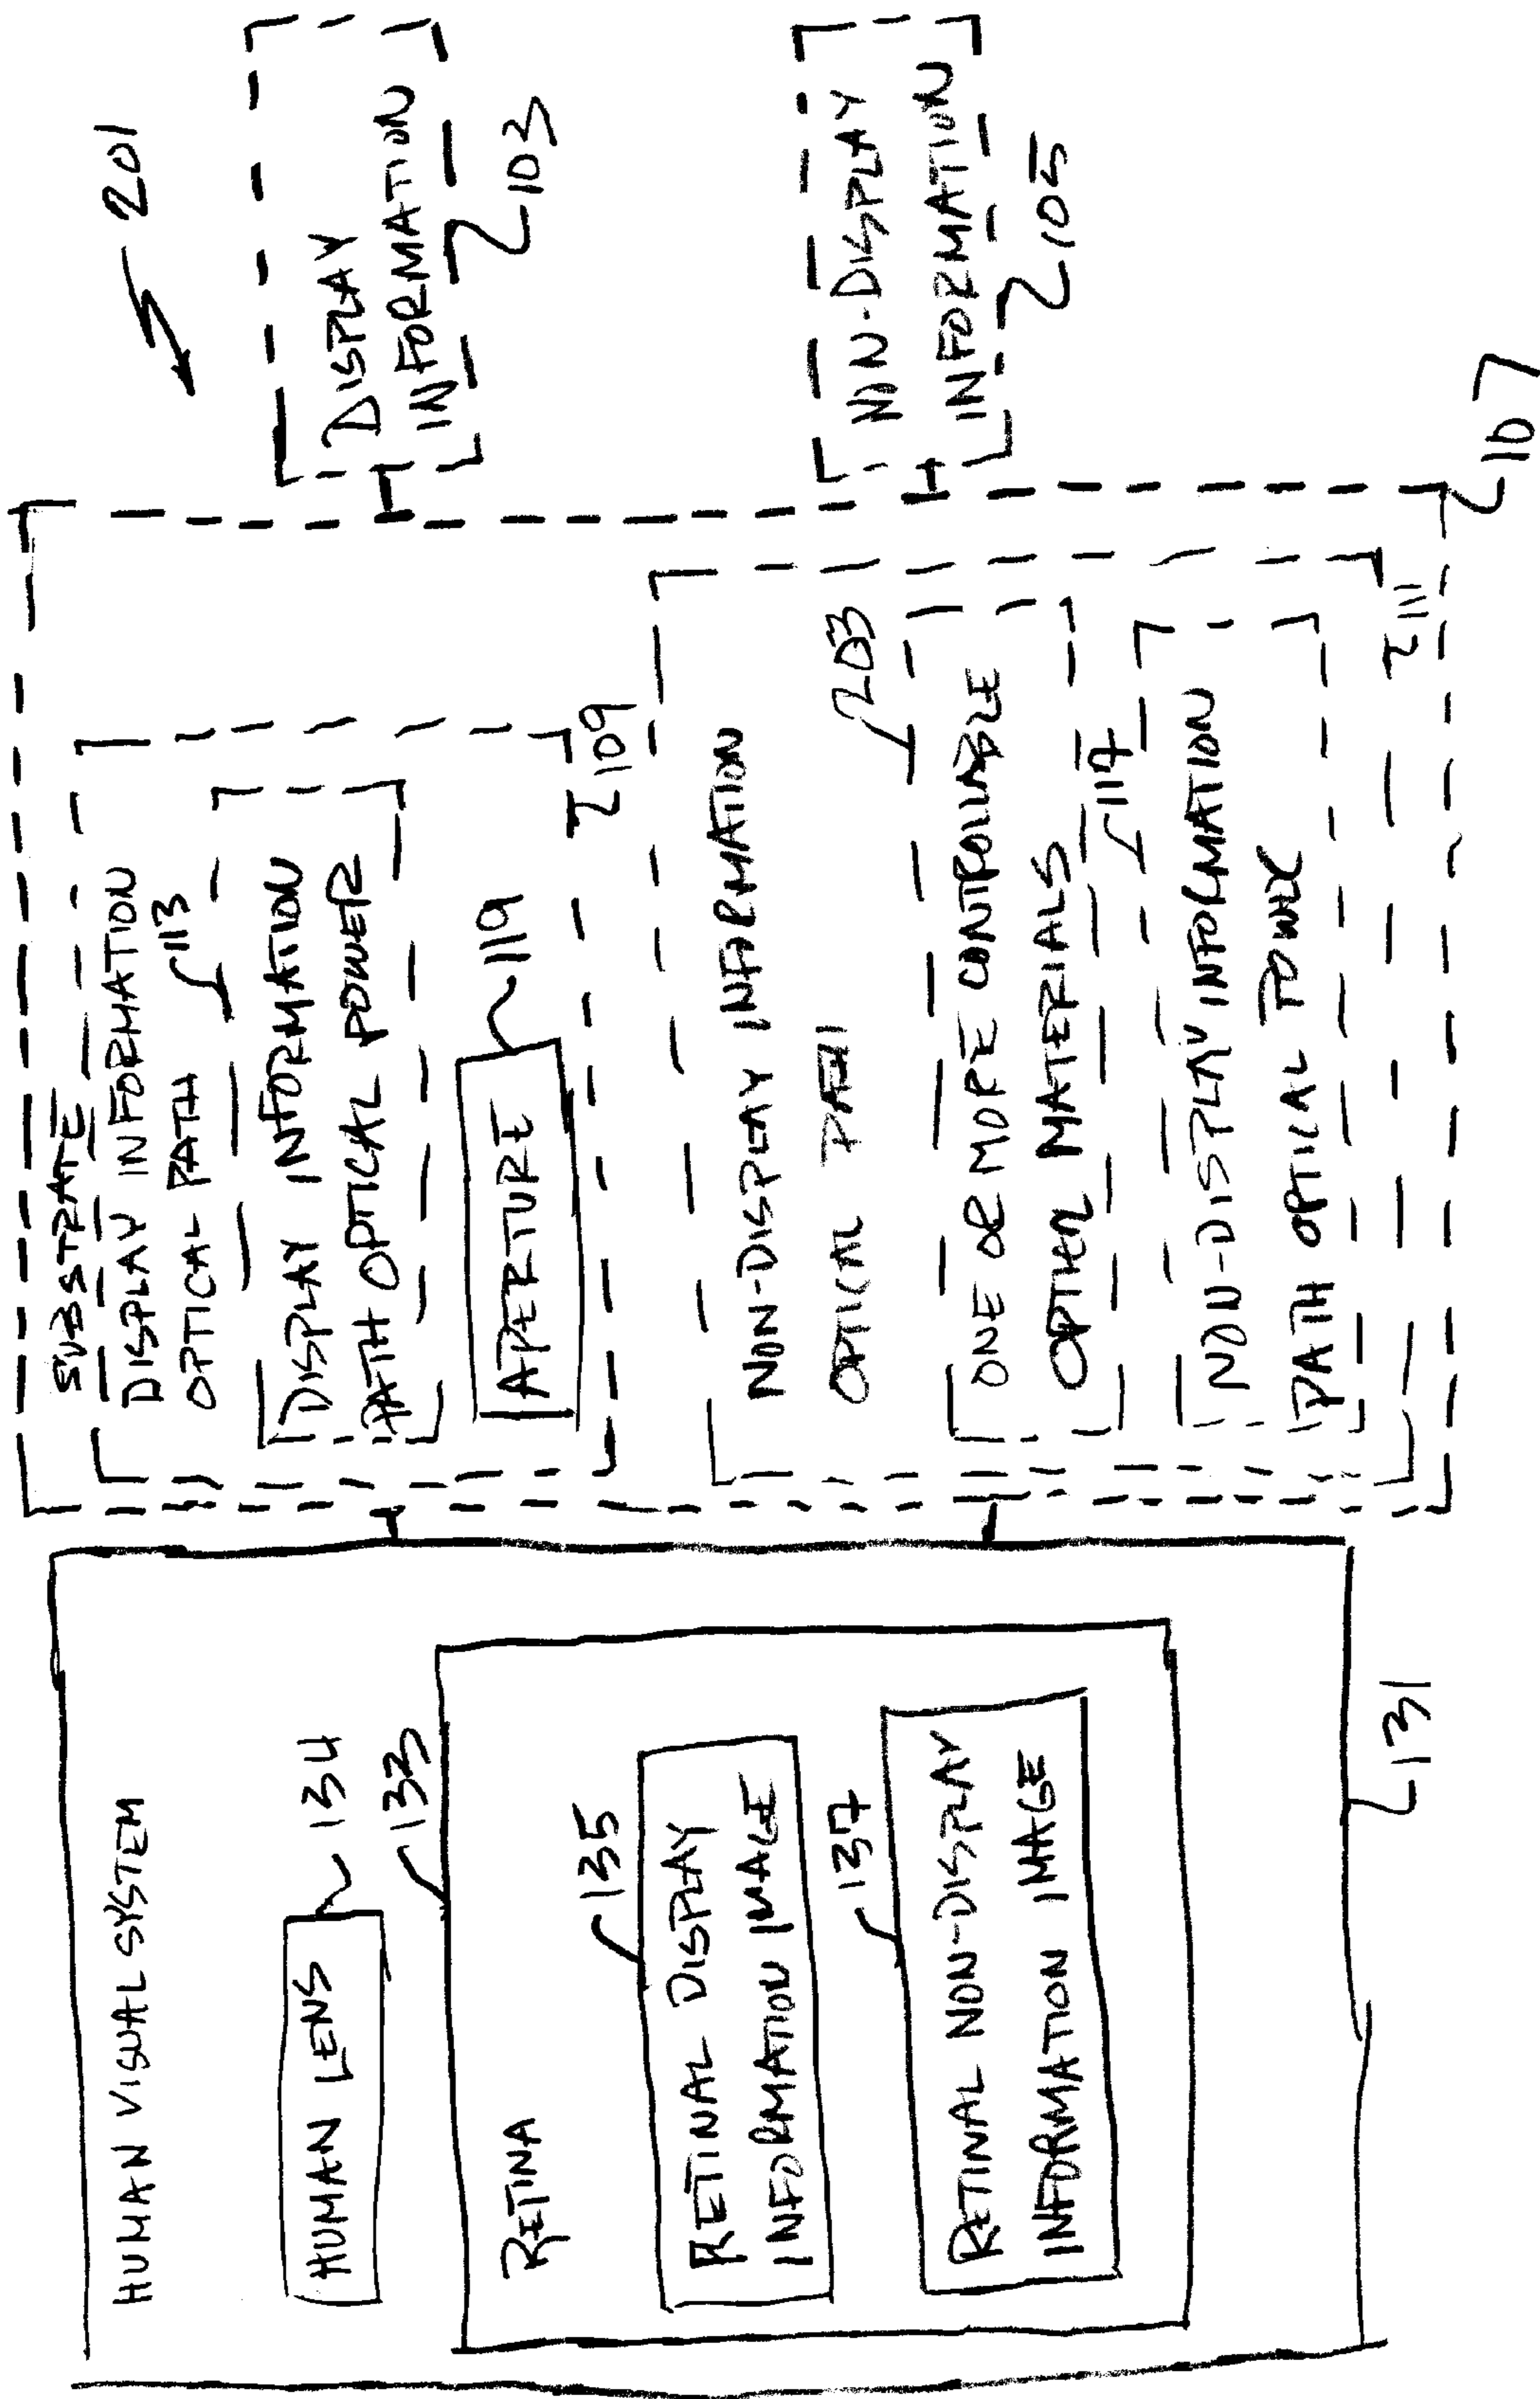 201
HUMAN VISUAL SYSTEM
HUMAN LENS
134
133
RETINA
135
RETINAL DISPLAY
INFORMATION IMAGE
137
RETINAL NON-DISPLAY
INFORMATION IMAGE
131
SUBSTRATE
DISPLAY INFORMATION
OPTICAL PATH
113
DISPLAY INFORMATION
PATH OPTICAL POWER
APERTURE
119
109
NON-DISPLAY INFORMATION
OPTICAL PATH
203
ONE OR MORE CONTROLLABLE
OPTICAL MATERIALS
117
NON-DISPLAY INFORMATION
PATH OPTICAL POWER
111
107
DISPLAY
INFORMATION
103
NON-DISPLAY
INFORMATION
105